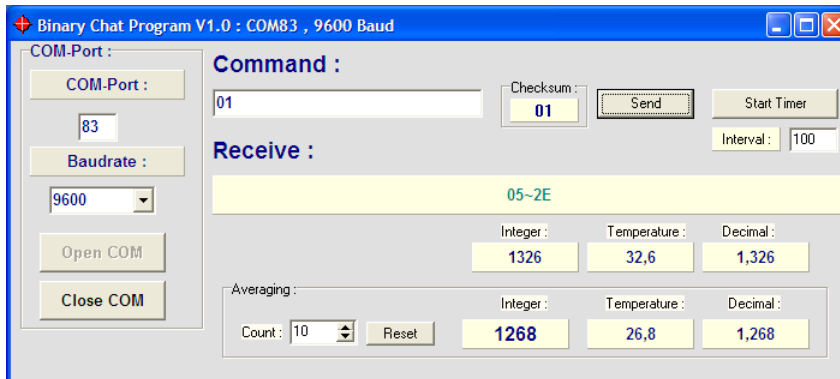 Binary Chat Program V1.0 : COM83 , 9600 Baud
COM-Port :
COM-Port :
83
Baudrate :
9600
Open COM
Close COM
Command :
01
Checksum :
01
Send
Start Timer
Interval : 100
Receive :
05~2E
Integer : Temperature : Decimal :
1326 32,6 1,326
Averaging :
Integer : Temperature : Decimal :
Count : 10 Reset 1268 26,8 1,268